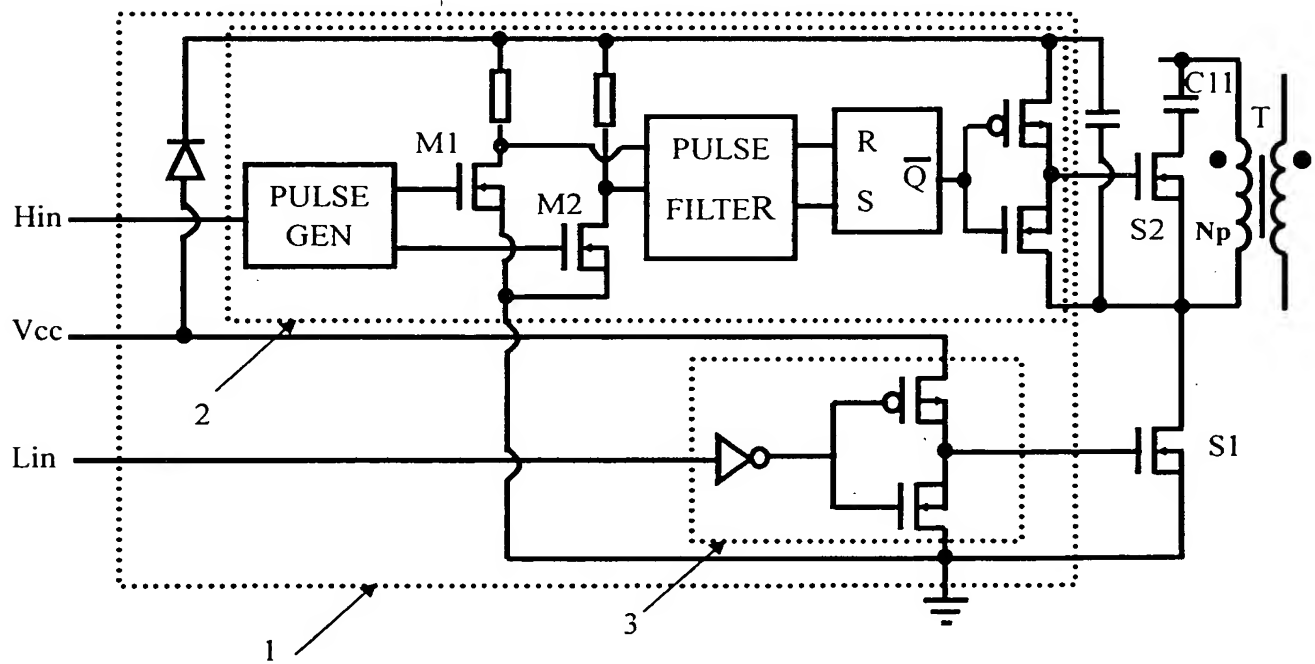 C11
T
M1
PULSE
FILTER
R
S
Q̅
PULSE
GEN
Hin
M2
S2
Np
Vcc
2
Lin
S1
3
1